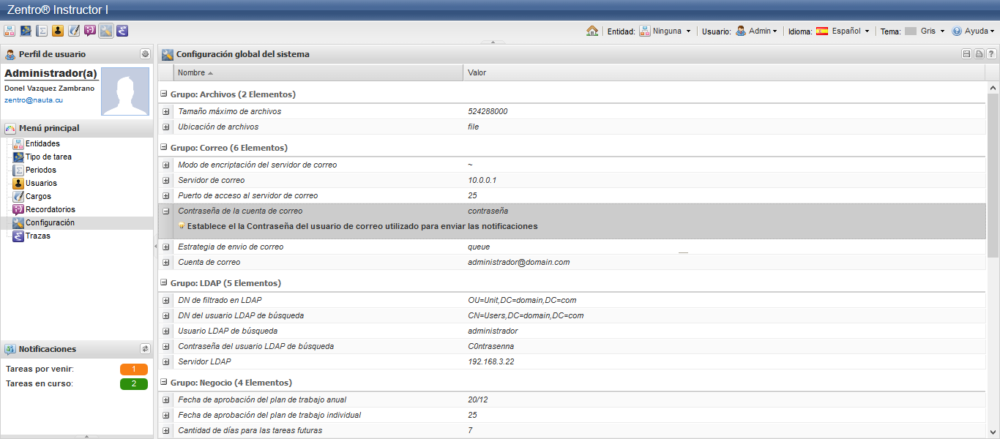 Zentro® Instructor I
Entidad: Ninguna Usuario: Admin Idioma: Español Tema: Gris Ayuda
Perfil de usuario
Administrador(a)
Donel Vazquez Zambrano
zentro@nauta.cu
Menú principal
Entidades
Tipo de tarea
Periodos
Usuarios
Cargos
Recordatorios
Configuración
Trazas
Notificaciones
Tareas por venir: 1
Tareas en curso: 2
Configuración global del sistema
Nombre Valor
Grupo: Archivos (2 Elementos)
Tamaño máximo de archivos 524288000
Ubicación de archivos file
Grupo: Correo (6 Elementos)
Modo de encriptación del servidor de correo ~
Servidor de correo 10.0.0.1
Puerto de acceso al servidor de correo 25
Contraseña de la cuenta de correo contraseña
Establece el la Contraseña del usuario de correo utilizado para enviar las notificaciones
Estrategia de envio de correo queue
Cuenta de correo administrador@domain.com
Grupo: LDAP (5 Elementos)
DN de filtrado en LDAP OU=Unit,DC=domain,DC=com
DN del usuario LDAP de búsqueda CN=Users,DC=domain,DC=com
Usuario LDAP de búsqueda administrador
Contraseña del usuario LDAP de búsqueda C0ntrasenna
Servidor LDAP 192.168.3.22
Grupo: Negocio (4 Elementos)
Fecha de aprobación del plan de trabajo anual 20/12
Fecha de aprobación del plan de trabajo individual 25
Cantidad de días para las tareas futuras 7